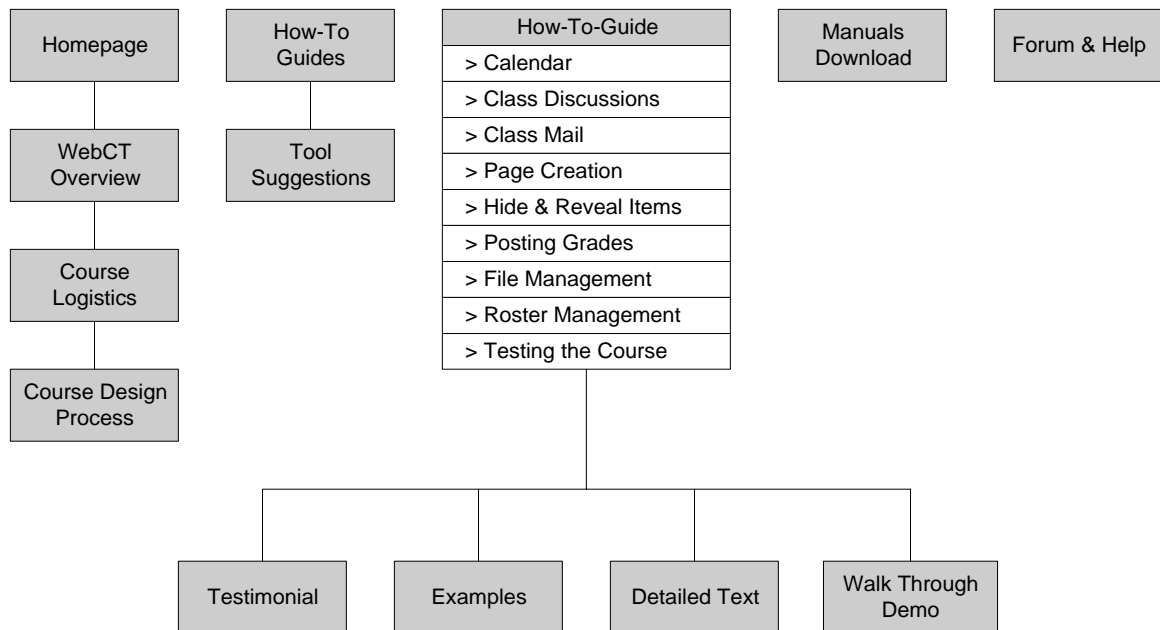 Homepage
How-To
Guides
How-To-Guide
Manuals
Download
Forum & Help
> Calendar
> Class Discussions
> Class Mail
> Page Creation
> Hide & Reveal Items
> Posting Grades
> File Management
> Roster Management
> Testing the Course
WebCT
Overview
Tool
Suggestions
Course
Logistics
Course Design
Process
Testimonial
Examples
Detailed Text
Walk Through
Demo